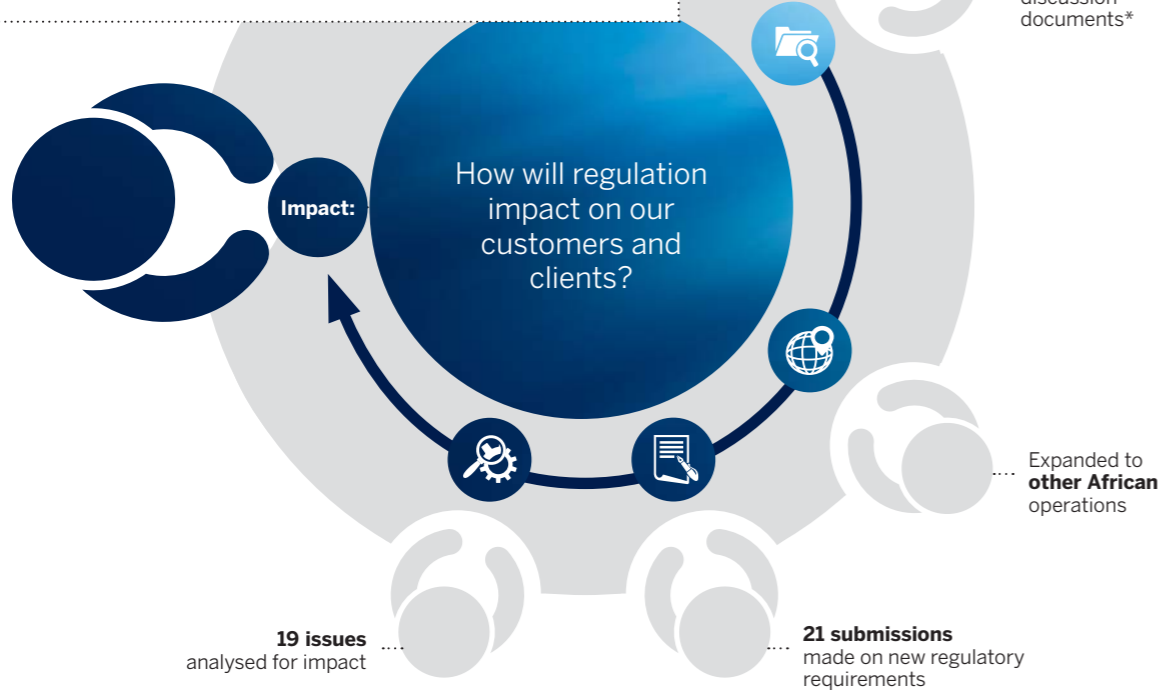 discussion
documents*
How will regulation
impact on our
customers and
clients?
Impact:
Expanded to
other African
operations
21 submissions
made on new regulatory
requirements
19 issues
analysed for impact